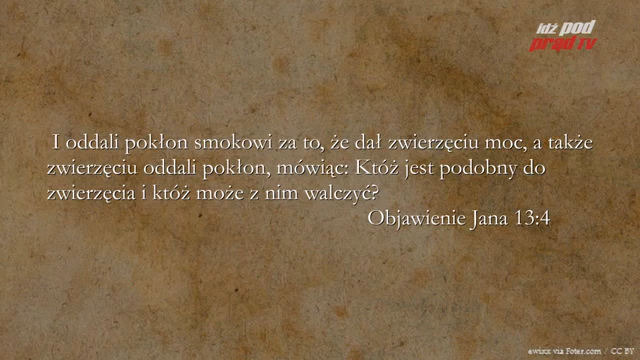 idź pod
prąd TV
I oddali pokłon smokowi za to, że dał zwierzęciu moc, a także
zwierzęciu oddali pokłon, mówiąc: Któż jest podobny do
zwierzęcia i któż może z nim walczyć?
Objawienie Jana 13:4
ewixx via Foter.com / CC BY